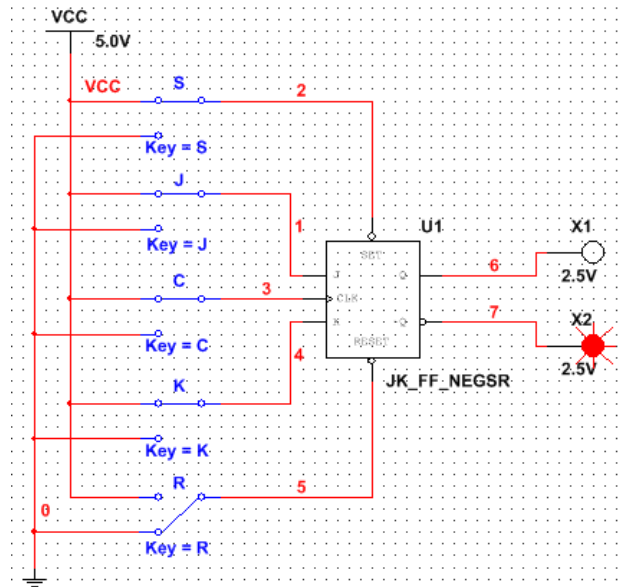 VCC
5.0V
VCC
S
2
Key = S
J
1
Key = J
U1
X1
SET
J
Q
6
2.5V
C
3
CLK
Key = C
K
Q
7
X2
4
RESET
2.5V
JK_FF_NEGSR
K
Key = K
R
5
0
Key = R